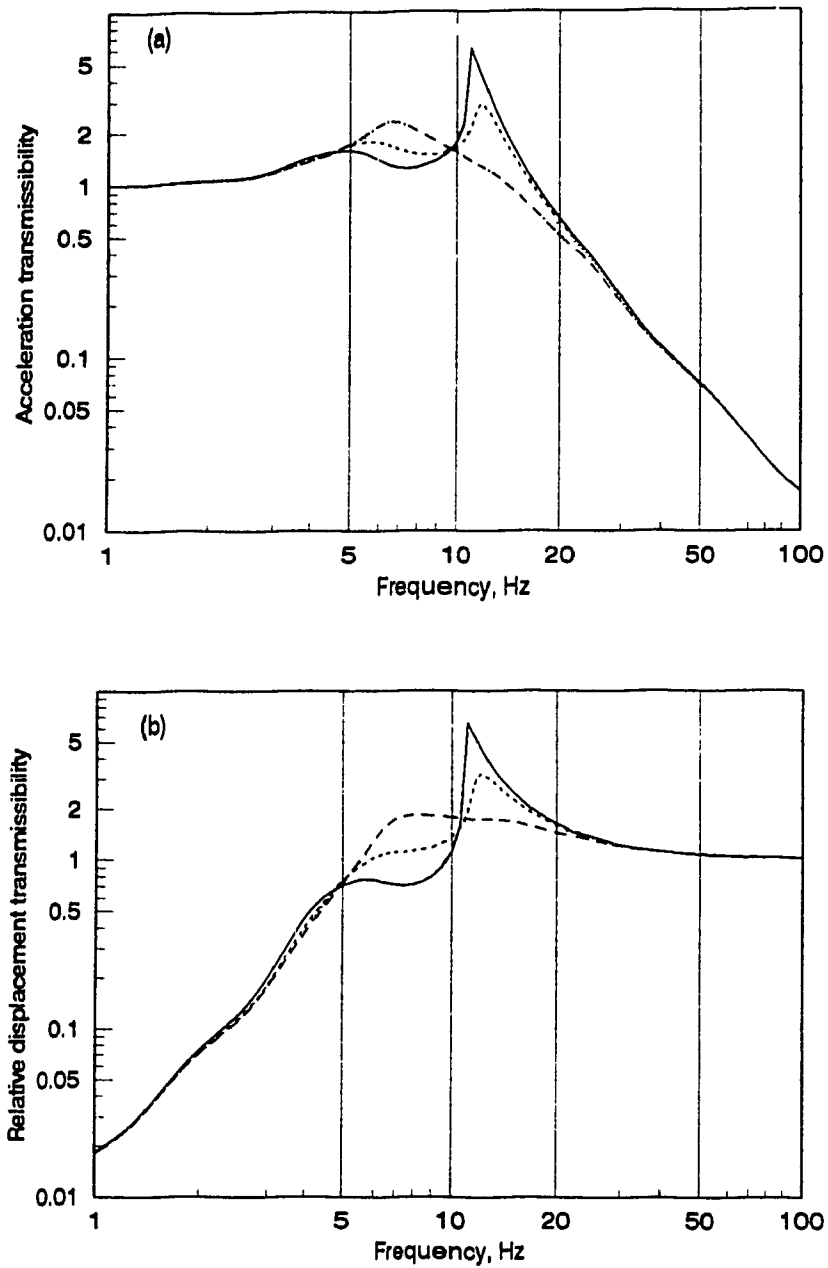 (a)
Acceleration transmissibility
5
2
1
0.5
0.1
0.05
0.01
1 5 10 20 50 100
Frequency, Hz
(b)
Relative displacement transmissibility
5
2
1
0.5
0.1
0.05
0.01
1 5 10 20 50 100
Frequency, Hz